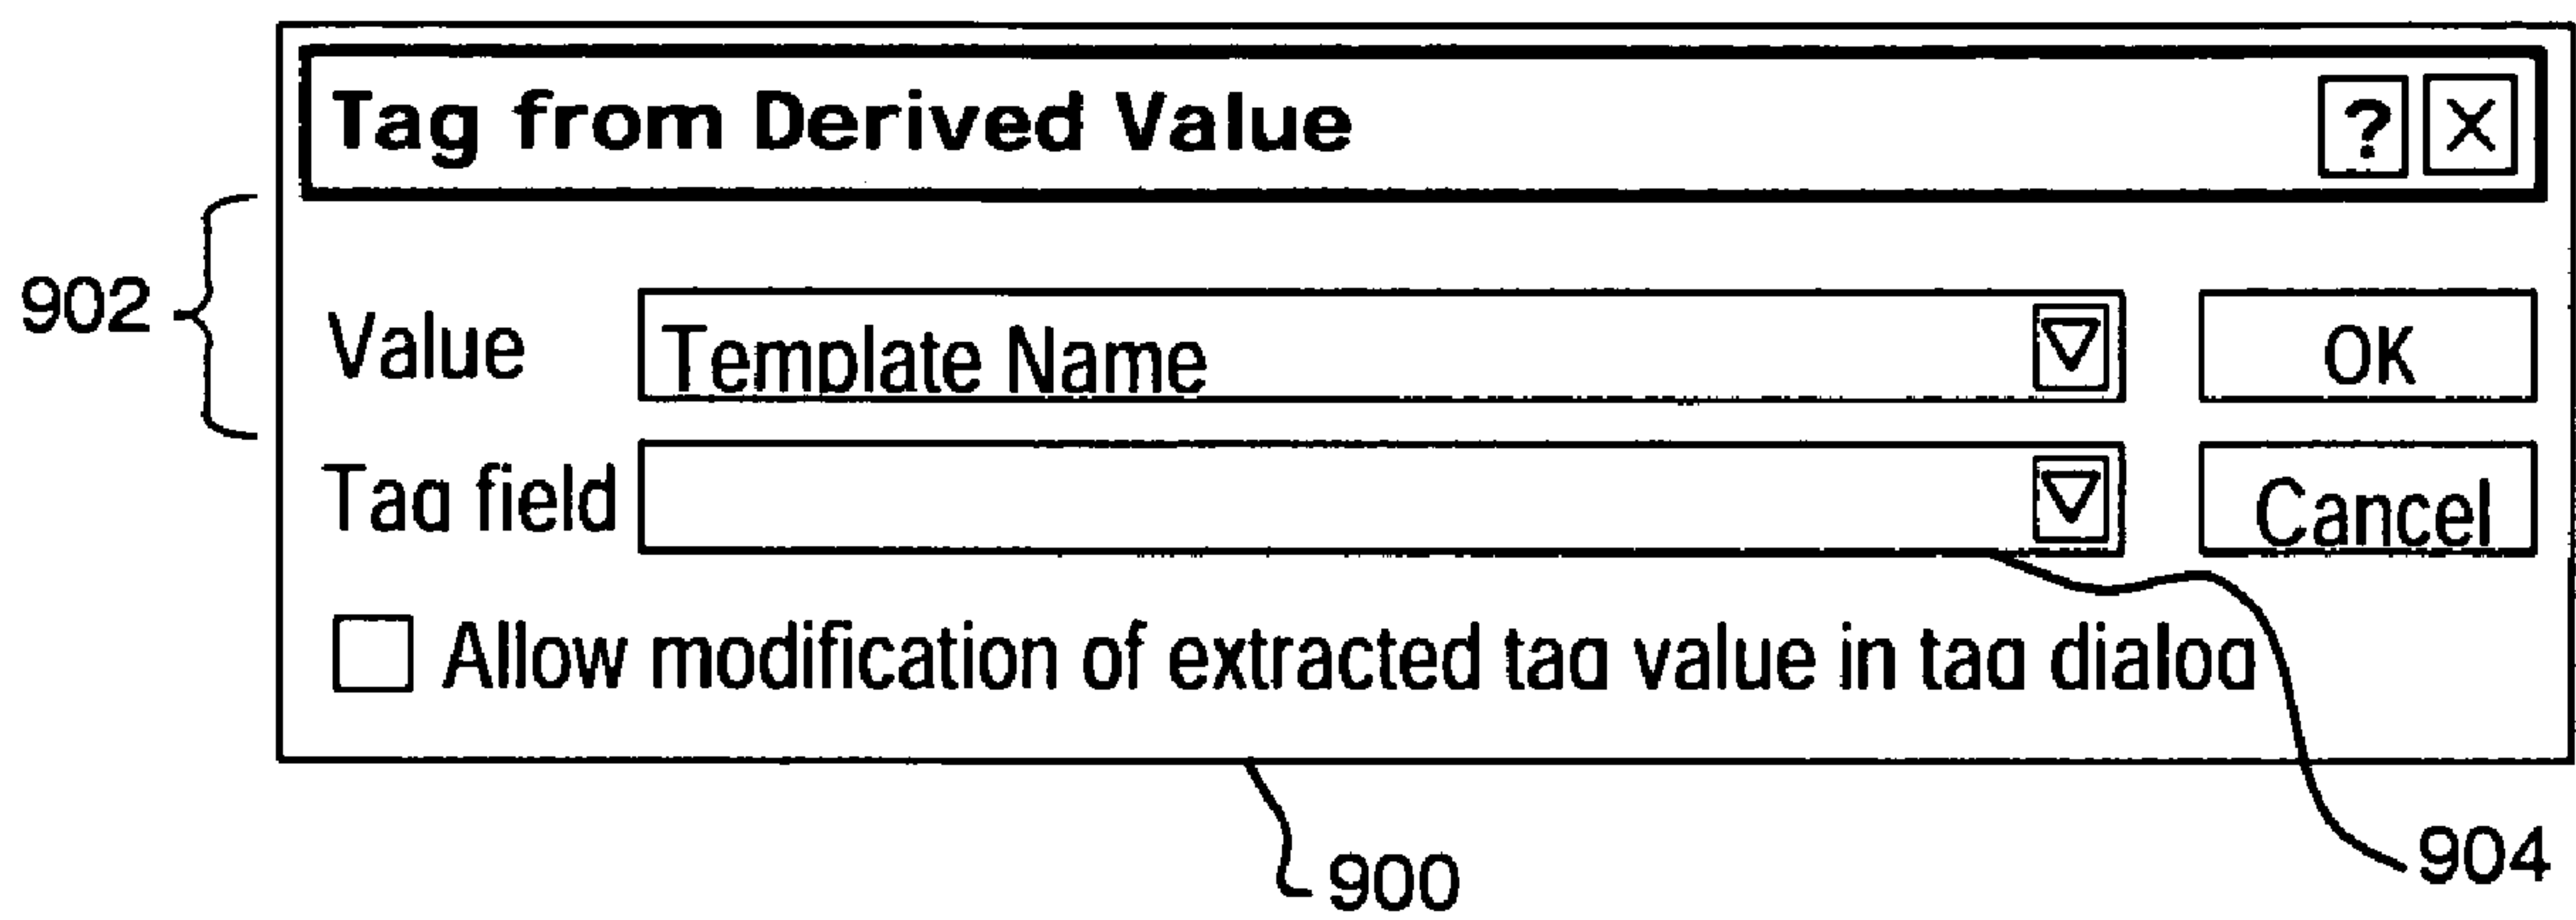 Tag from Derived Value ? X
902
Value Template Name OK
Tag field Cancel
Allow modification of extracted tag value in tag dialog
900
904